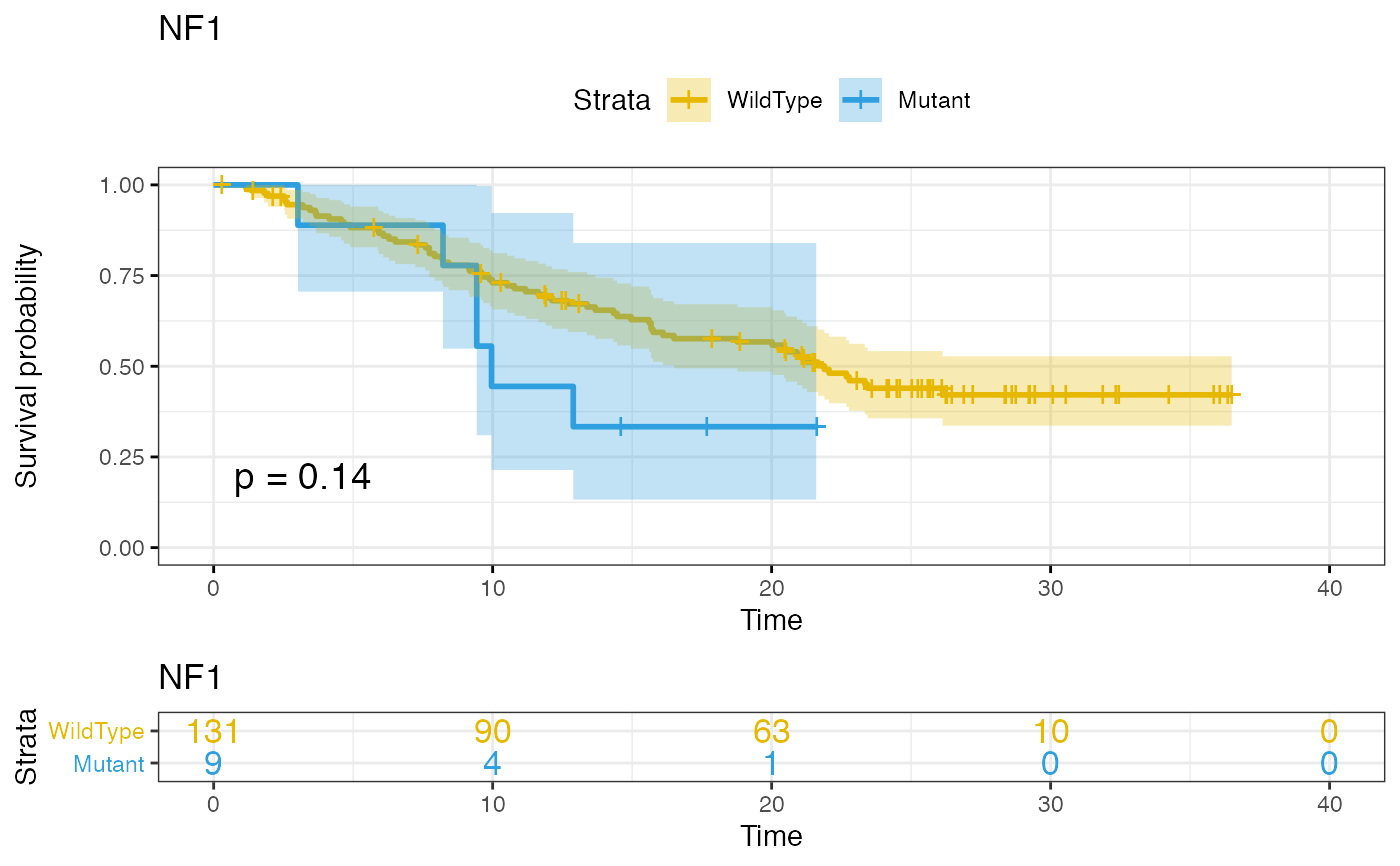 NF1
Strata WildType Mutant
Survival probability
1.00
0.75
0.50
0.25
0.00
p = 0.14
0 10 20 30 40
Time
NF1
Strata
WildType 131 90 63 10 0
Mutant 9 4 1 0 0
0 10 20 30 40
Time